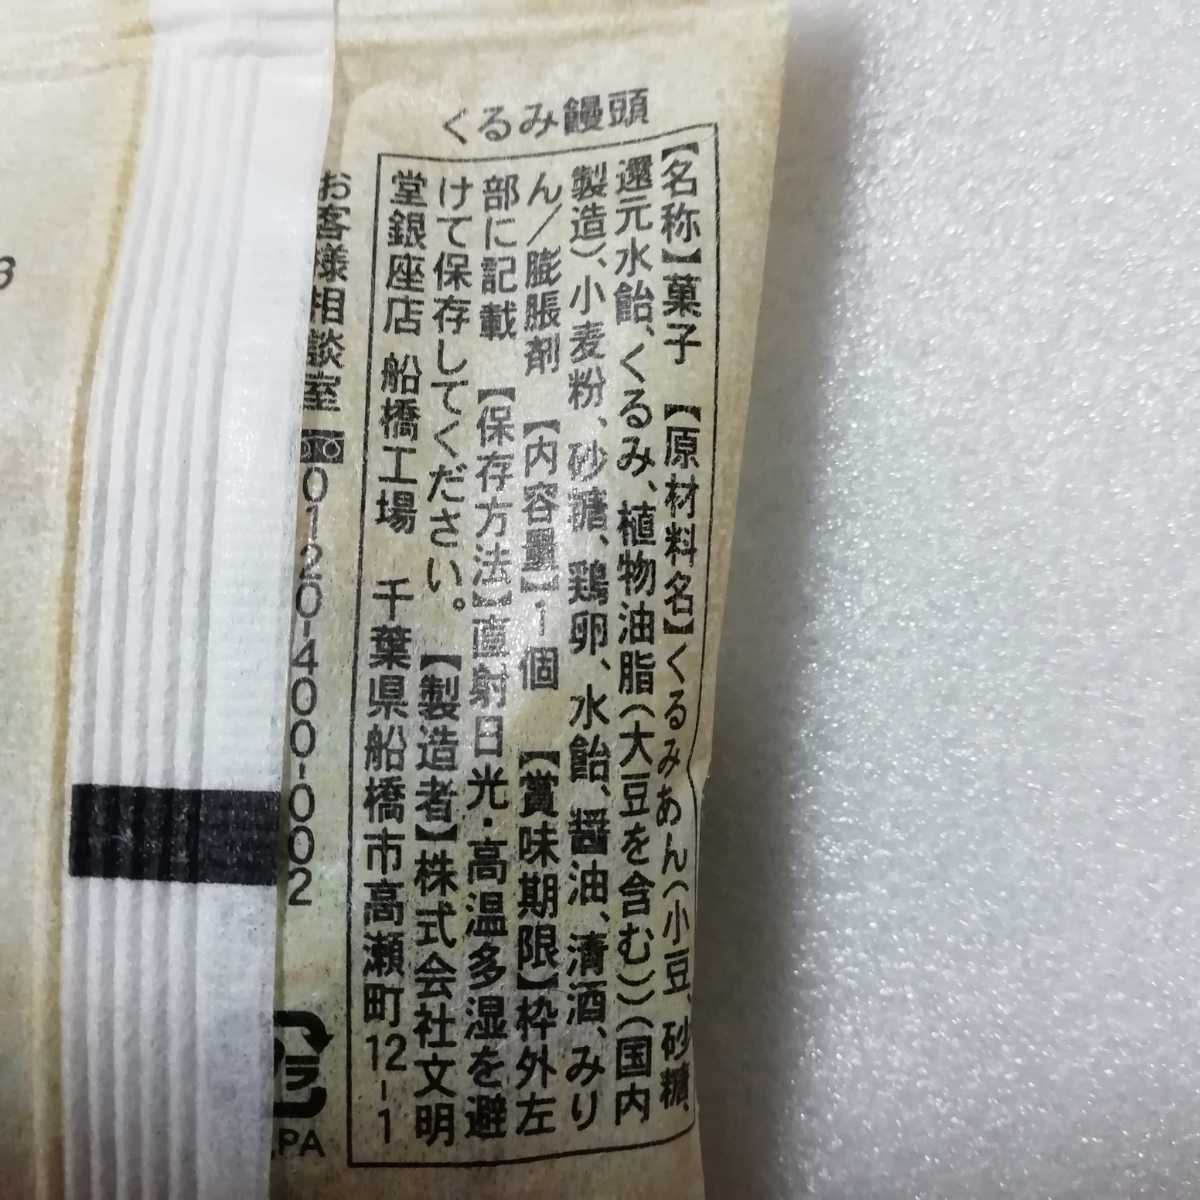 くるみ饅頭
【名称】菓子 【原材料名】くるみあん(小豆、砂糖、
還元水飴、くるみ、植物油脂(大豆を含む))(国内
製造)、小麦粉、砂糖、鶏卵、水飴、醤油、清酒、みり
ん/膨脹剤 【内容量】1個 【賞味期限】枠外左
部に記載 【保存方法】直射日光・高温多湿を避
けて保存してください。 【製造者】株式会社文明
堂銀座店 船橋工場 千葉県船橋市高瀬町12-1
お客様相談室 0120-400-002
プラ
PA
3